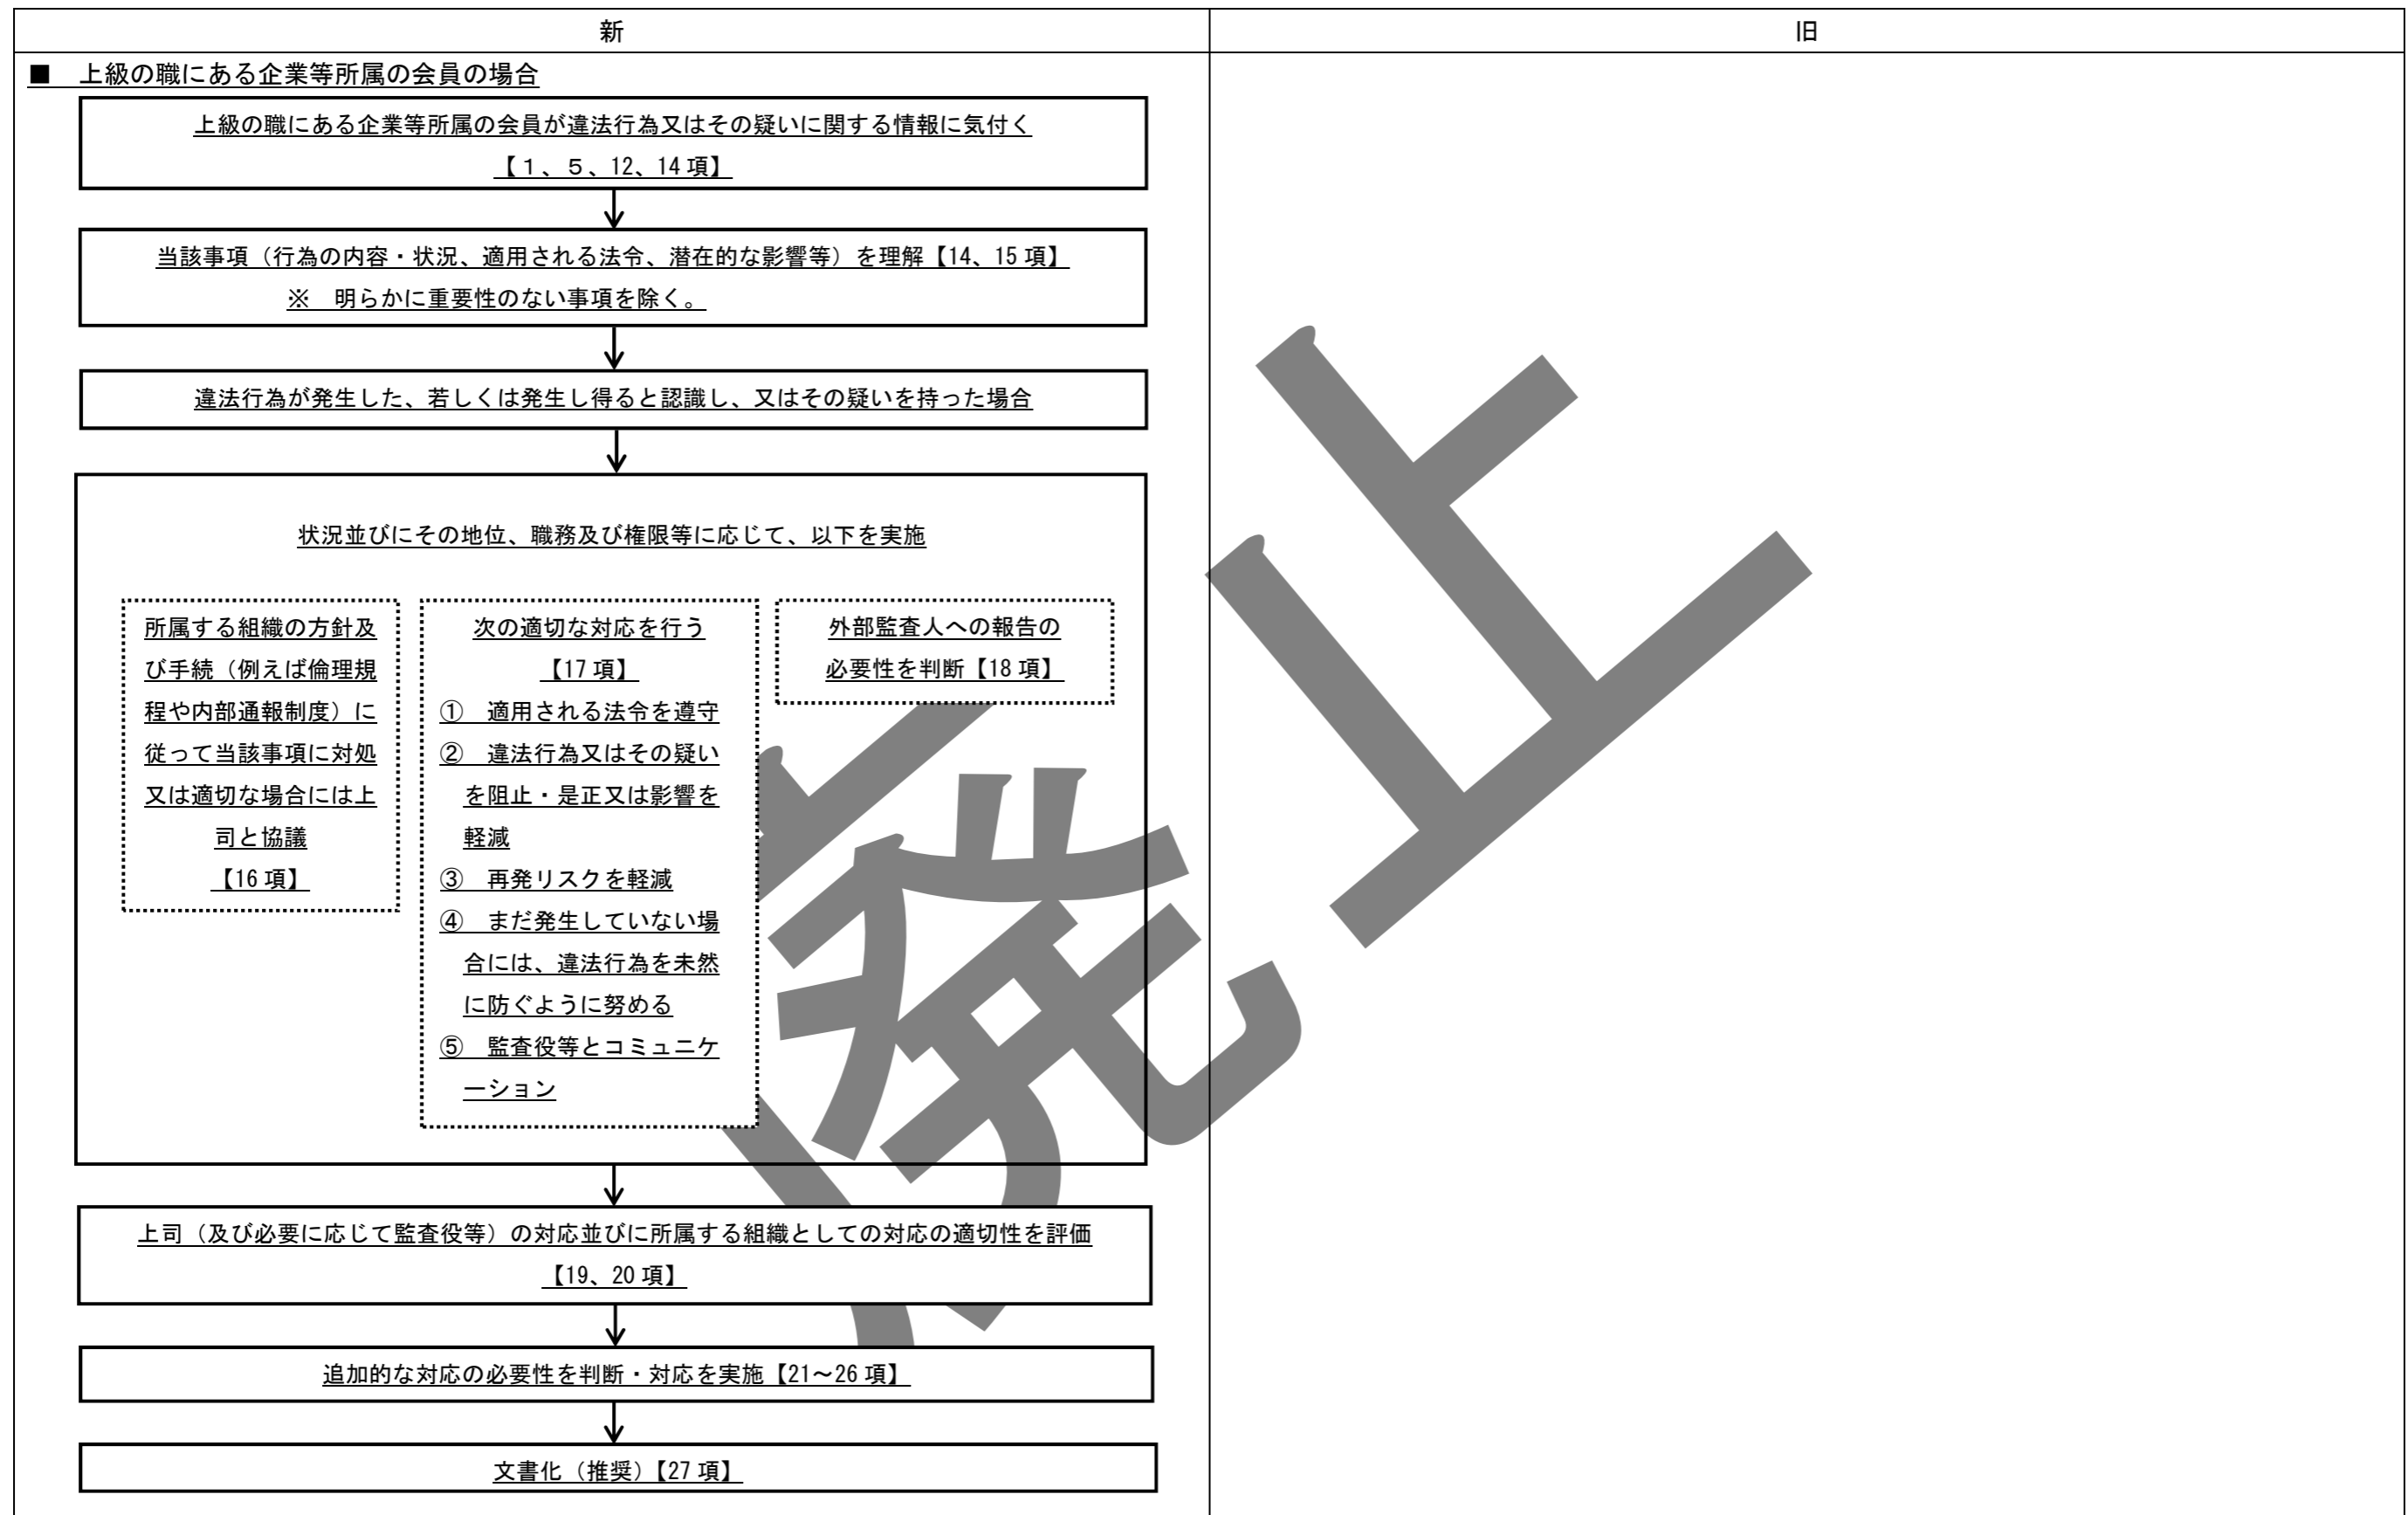 新
旧
■　上級の職にある企業等所属の会員の場合
上級の職にある企業等所属の会員が違法行為又はその疑いに関する情報に気付く
【１、５、12、14 項】
当該事項（行為の内容・状況、適用される法令、潜在的な影響等）を理解【14、15 項】
※　明らかに重要性のない事項を除く。
違法行為が発生した、若しくは発生し得ると認識し、又はその疑いを持った場合
状況並びにその地位、職務及び権限等に応じて、以下を実施
所属する組織の方針及
び手続（例えば倫理規
程や内部通報制度）に
従って当該事項に対処
又は適切な場合には上
司と協議
【16 項】
次の適切な対応を行う
【17 項】
①　適用される法令を遵守
②　違法行為又はその疑い
を阻止・是正又は影響を
軽減
③　再発リスクを軽減
④　まだ発生していない場
合には、違法行為を未然
に防ぐように努める
⑤　監査役等とコミュニケ
ーション
外部監査人への報告の
必要性を判断【18 項】
上司（及び必要に応じて監査役等）の対応並びに所属する組織としての対応の適切性を評価
【19、20 項】
追加的な対応の必要性を判断・対応を実施【21～26 項】
文書化（推奨）【27 項】
廃止